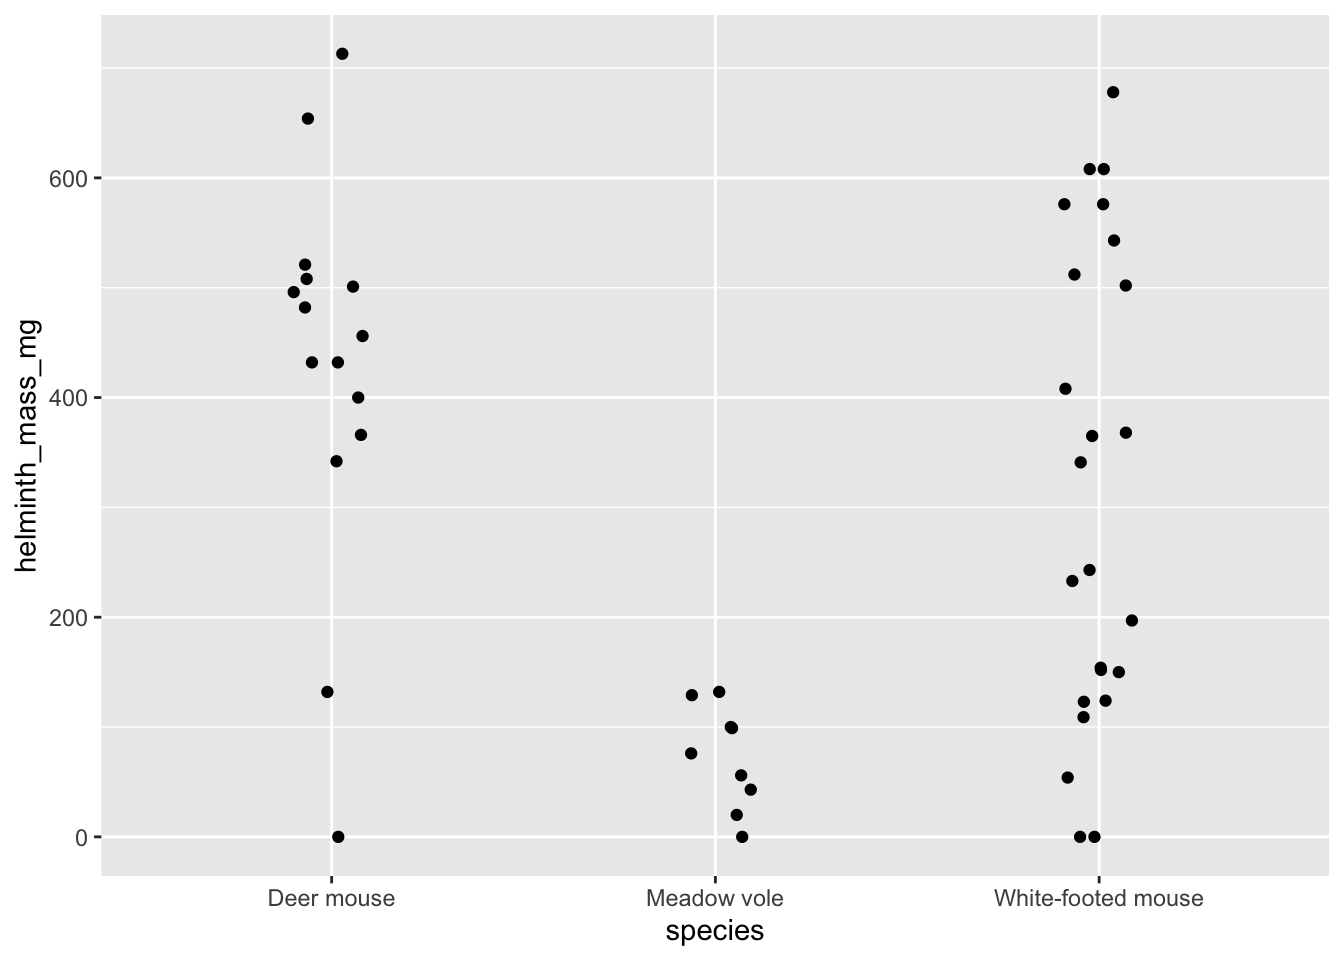 helminth_mass_mg
600
400
200
0
Deer mouse
Meadow vole
White-footed mouse
species